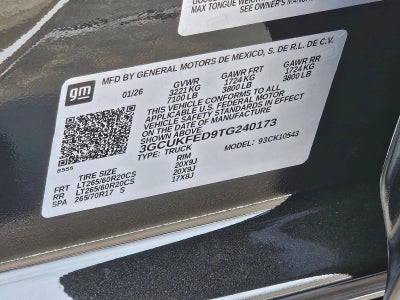 GOOD
MAX TONGUE WEIGHT
SEE OWNER'S MANUAL
gm
MFD BY GENERAL MOTORS DE MEXICO, S. DE R.L. DE C.V.
01/26 GVWR GAWR FRT GAWR RR
3221 KG 1724 KG 1724 KG
7100 LB 3800 LB 3800 LB
THIS VEHICLE CONFORMS TO ALL
APPLICABLE U.S. FEDERAL MOTOR
VEHICLE SAFETY STANDARDS IN EFFECT
ON THE DATE OF MANUFACTURE SHOWN ABOVE.
3GCUKFED9TG240173
TYPE: TRUCK MODEL: 93CK10543
8555
TIRE SIZE RIM
FRT LT265/60R20CS 20X9J
RR LT265/60R20CS 20X9J
SPA 265/70R17 S 17X8J